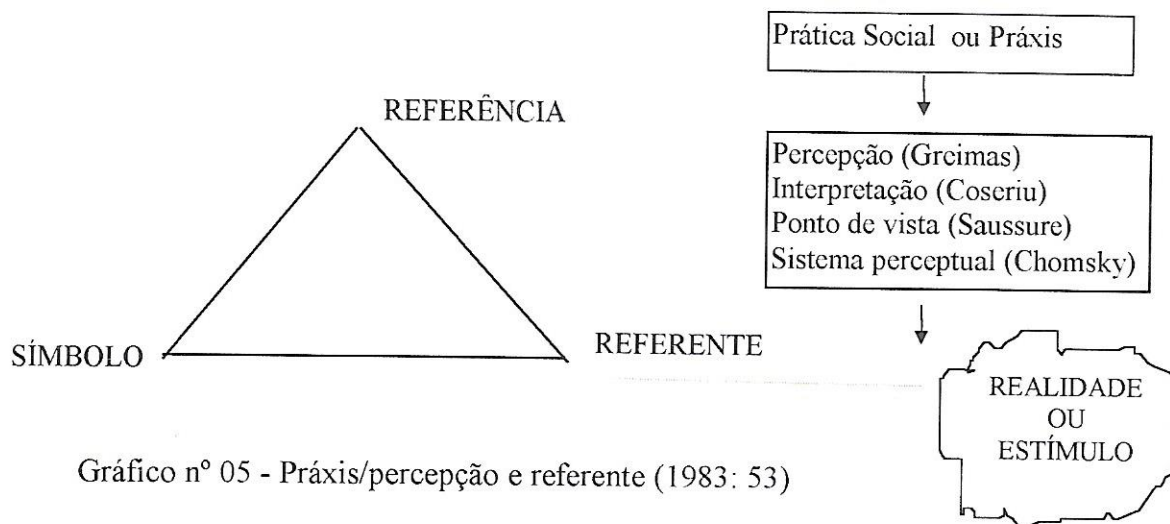 Prática Social ou Práxis
REFERÊNCIA
Percepção (Greimas)
Interpretação (Coseriu)
Ponto de vista (Saussure)
Sistema perceptual (Chomsky)
SÍMBOLO
REFERENTE
REALIDADE
OU
ESTÍMULO
Gráfico nº 05 - Práxis/percepção e referente (1983: 53)